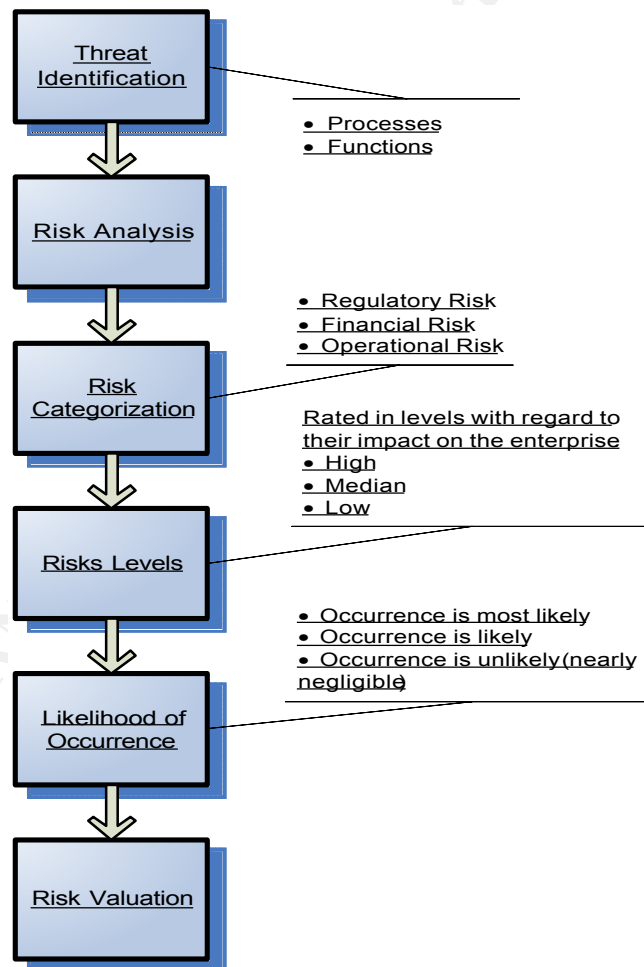 Threat
Identification
• Processes
• Functions
Risk Analysis
• Regulatory Risk
• Financial Risk
• Operational Risk
Risk
Categorization
Rated in levels with regard to
their impact on the enterprise
• High
• Median
• Low
Risks Levels
• Occurrence is most likely
• Occurrence is likely
• Occurrence is unlikely(nearly
negligible)
Likelihood of
Occurrence
Risk Valuation